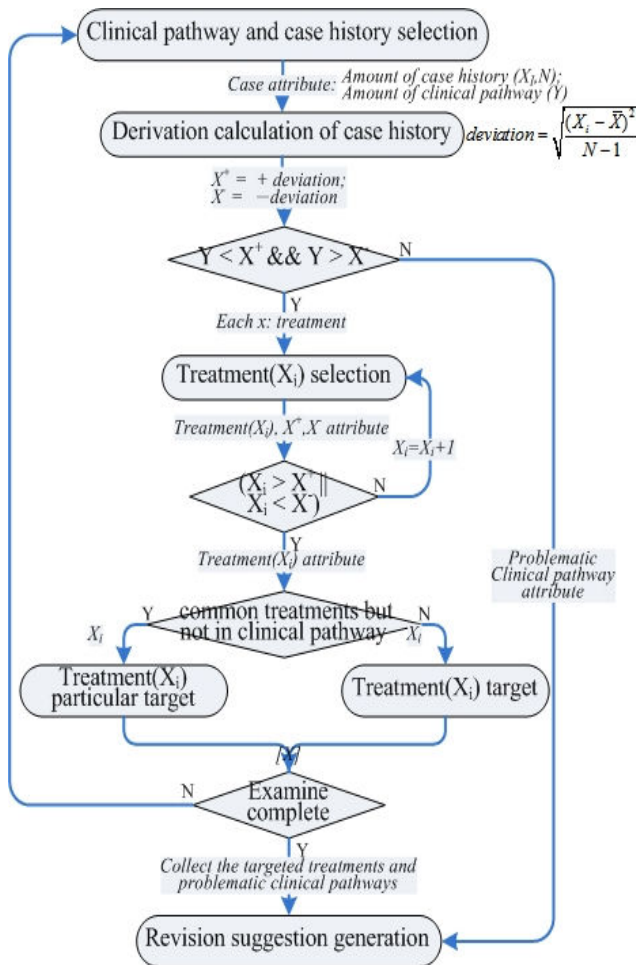 Clinical pathway and case history selection
Case attribute: Amount of case history (Xᵢ,N);
Amount of clinical pathway (Y)
Derivation calculation of case history
deviation = √((Xᵢ − X̄)² / (N−1))
X⁺ = + deviation;
X⁻ = −deviation
Y < X⁺ && Y > X⁻
N
Y
Each x: treatment
Treatment(Xᵢ) selection
Treatment(Xᵢ), X⁺,X⁻ attribute
Xᵢ=Xᵢ+1
(Xᵢ > X⁺ ||
Xᵢ < X⁻)
N
Y
Treatment(Xᵢ) attribute
Problematic
Clinical pathway
attribute
Y
common treatments but
not in clinical pathway
N
Xᵢ
Xᵢ
Treatment(Xᵢ)
particular target
Treatment(Xᵢ) target
N
Examine
complete
Y
Collect the targeted treatments and
problematic clinical pathways
Revision suggestion generation